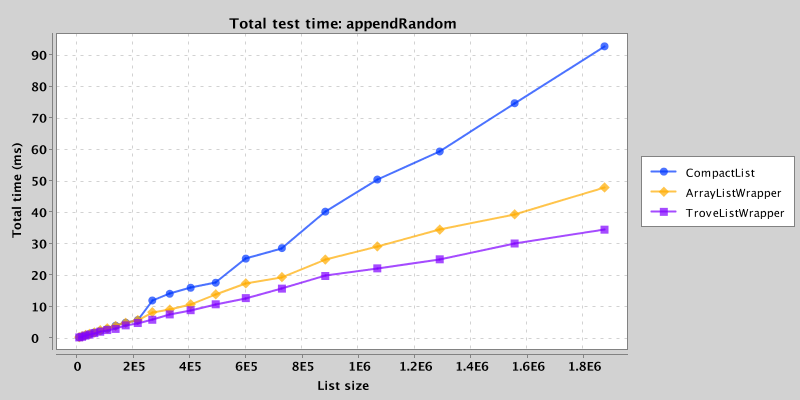 Total test time: appendRandom
Total time (ms)
90
80
70
60
50
40
30
20
10
0
0 2E5 4E5 6E5 8E5 1E6 1.2E6 1.4E6 1.6E6 1.8E6
List size
CompactList
ArrayListWrapper
TroveListWrapper